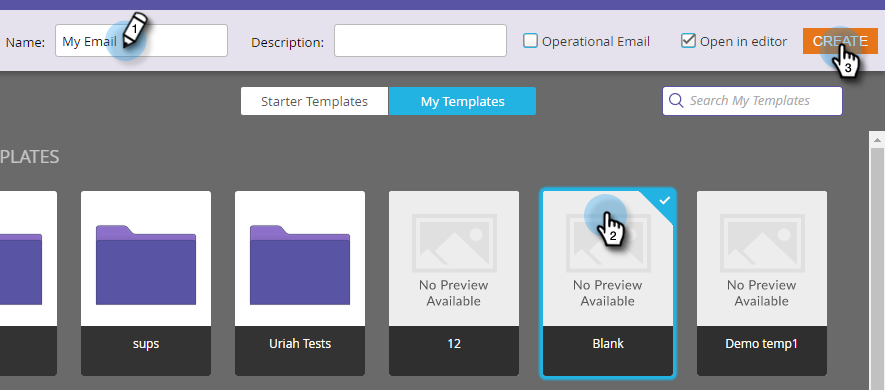 Name: My Email 1 Description: Operational Email Open in editor CREATE
3
Starter Templates My Templates Search My Templates
PLATES
2
No Preview Available No Preview Available No Preview Available
sups Uriah Tests 12 Blank Demo temp1